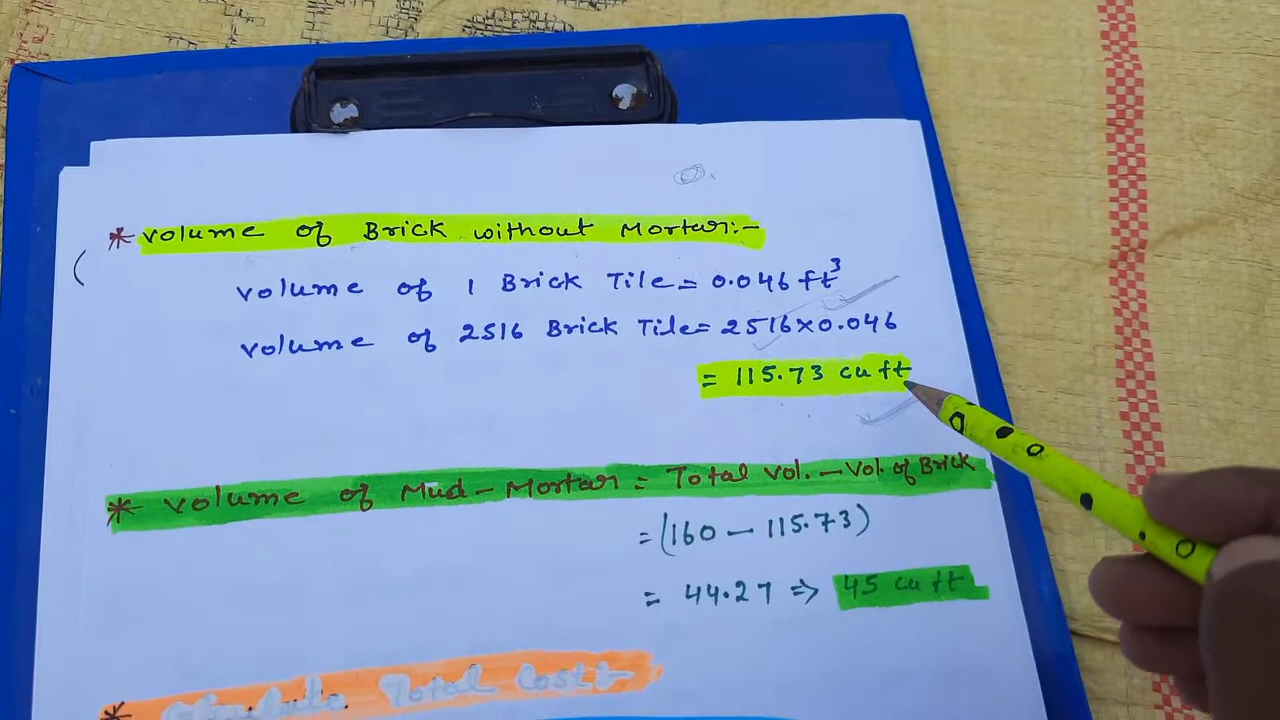 * Volume of Brick without Mortar:-
Volume of 1 Brick Tile = 0.046 ft³
Volume of 2516 Brick Tile = 2516×0.046
= 115.73 cu ft
* Volume of Mud-Mortar = Total Vol. - Vol. of Brick
= (160 - 115.73)
= 44.27 ⇒ 45 cu ft
* Total Cost:-